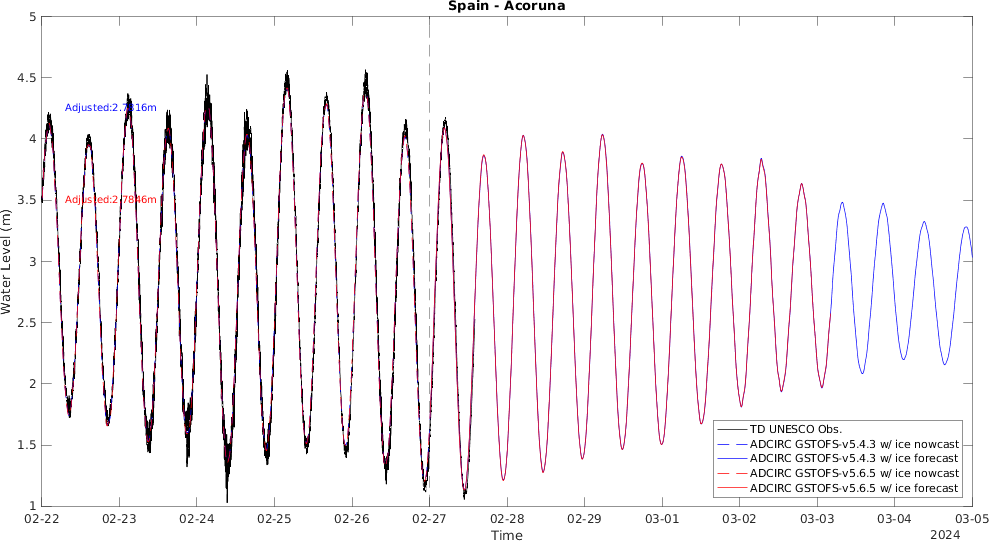 Spain - Acoruna
5
4.5
4
3.5
3
2.5
2
1.5
1
Water Level (m)
Adjusted:2.7816m
Adjusted:2.7846m
TD UNESCO Obs.
ADCIRC GSTOFS-v5.4.3 w/ ice nowcast
ADCIRC GSTOFS-v5.4.3 w/ ice forecast
ADCIRC GSTOFS-v5.6.5 w/ ice nowcast
ADCIRC GSTOFS-v5.6.5 w/ ice forecast
02-22 02-23 02-24 02-25 02-26 02-27 02-28 02-29 03-01 03-02 03-03 03-04 03-05
Time 2024